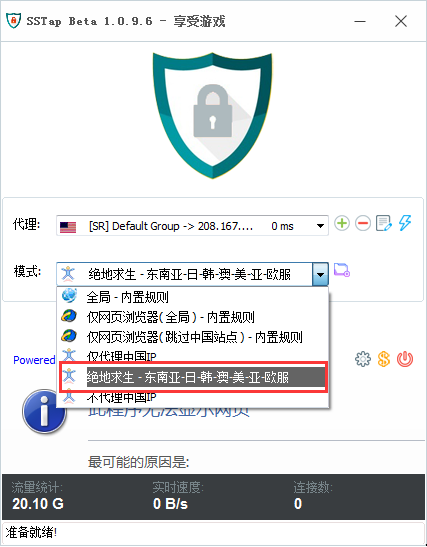 SSTap Beta 1.0.9.6 - 享受游戏
代理: [SR] Default Group -> 208.167.... 0 ms
模式: 绝地求生 - 东南亚-日-韩-澳-美-亚-欧服
全局 - 内置规则
仅网页浏览器(全局) - 内置规则
仅网页浏览器(跳过中国站点) - 内置规则
仅代理中国IP
Powered
绝地求生 - 东南亚-日-韩-澳-美-亚-欧服
不代理中国IP
此程序无法显示网页
最可能的原因是:
流量统计: 实时速度: 连接数:
20.10 G 0 B/s 0
准备就绪!